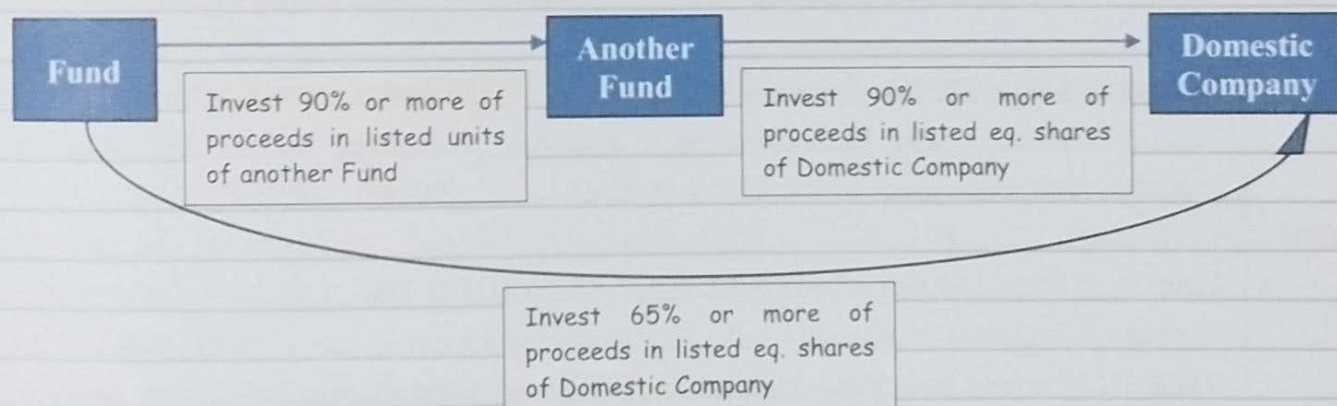 Fund
Another
Fund
Domestic
Company
Invest 90% or more of
proceeds in listed units
of another Fund
Invest 90% or more of
proceeds in listed eq. shares
of Domestic Company
Invest 65% or more of
proceeds in listed eq. shares
of Domestic Company